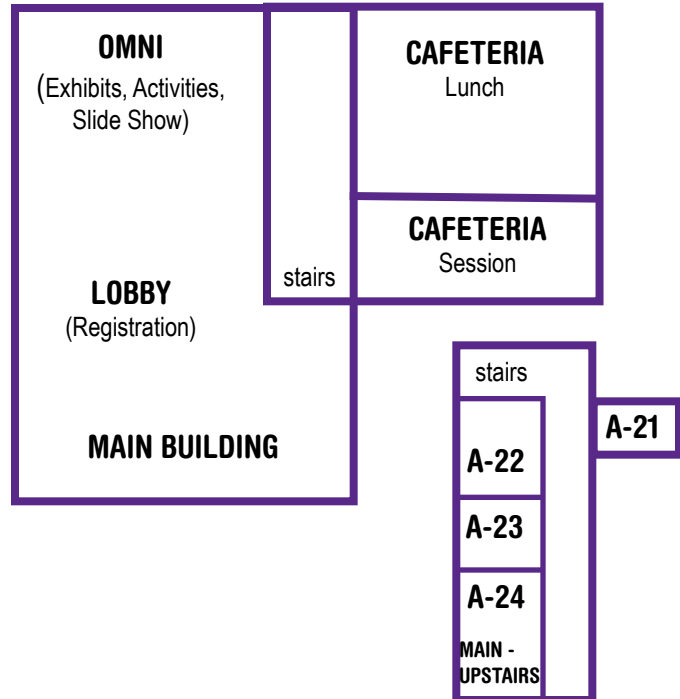 OMNI
(Exhibits, Activities,
Slide Show)
CAFETERIA
Lunch
CAFETERIA
Session
stairs
LOBBY
(Registration)
MAIN BUILDING
stairs
A-21
A-22
A-23
A-24
MAIN -
UPSTAIRS